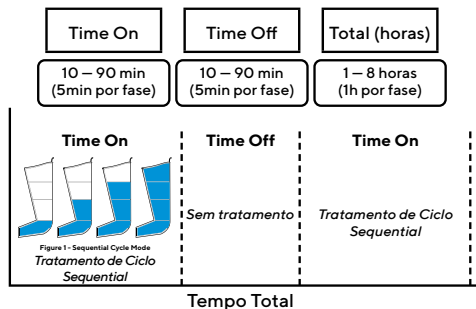 Time On
Time Off
Total (horas)
10 – 90 min
(5min por fase)
10 – 90 min
(5min por fase)
1 – 8 horas
(1h por fase)
Time On
Time Off
Time On
Figure 1 - Sequential Cycle Mode
Tratamento de Ciclo
Sequential
Sem tratamento
Tratamento de Ciclo
Sequential
Tempo Total